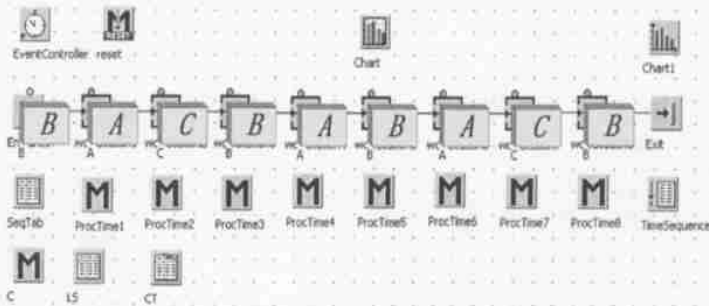 EventController reset
Chart
Chart1
B A C B A B A C B
B A C B A B A C B Exit
SeqTab ProcTime1 ProcTime2 ProcTime3 ProcTime4 ProcTime5 ProcTime6 ProcTime7 ProcTime8 TimeSequence
C LS CT